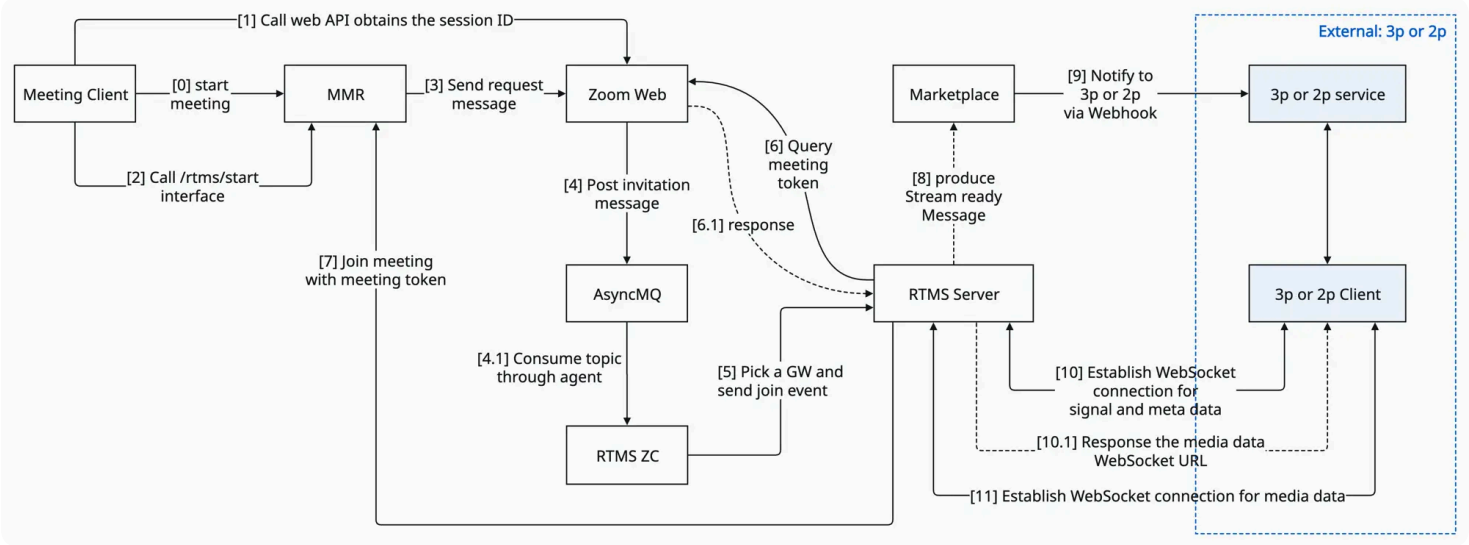 [1] Call web API obtains the session ID
External: 3p or 2p
Meeting Client
[0] start
meeting
MMR
[3] Send request
message
Zoom Web
Marketplace
[9] Notify to
3p or 2p
via Webhook
3p or 2p service
[2] Call /rtms/start
interface
[4] Post invitation
message
[6] Query
meeting
token
[6.1] response
[8] produce
Stream ready
Message
[7] Join meeting
with meeting token
AsyncMQ
RTMS Server
3p or 2p Client
[4.1] Consume topic
through agent
[5] Pick a GW and
send join event
[10] Establish WebSocket
connection for
signal and meta data
RTMS ZC
[10.1] Response the media data
WebSocket URL
[11] Establish WebSocket connection for media data